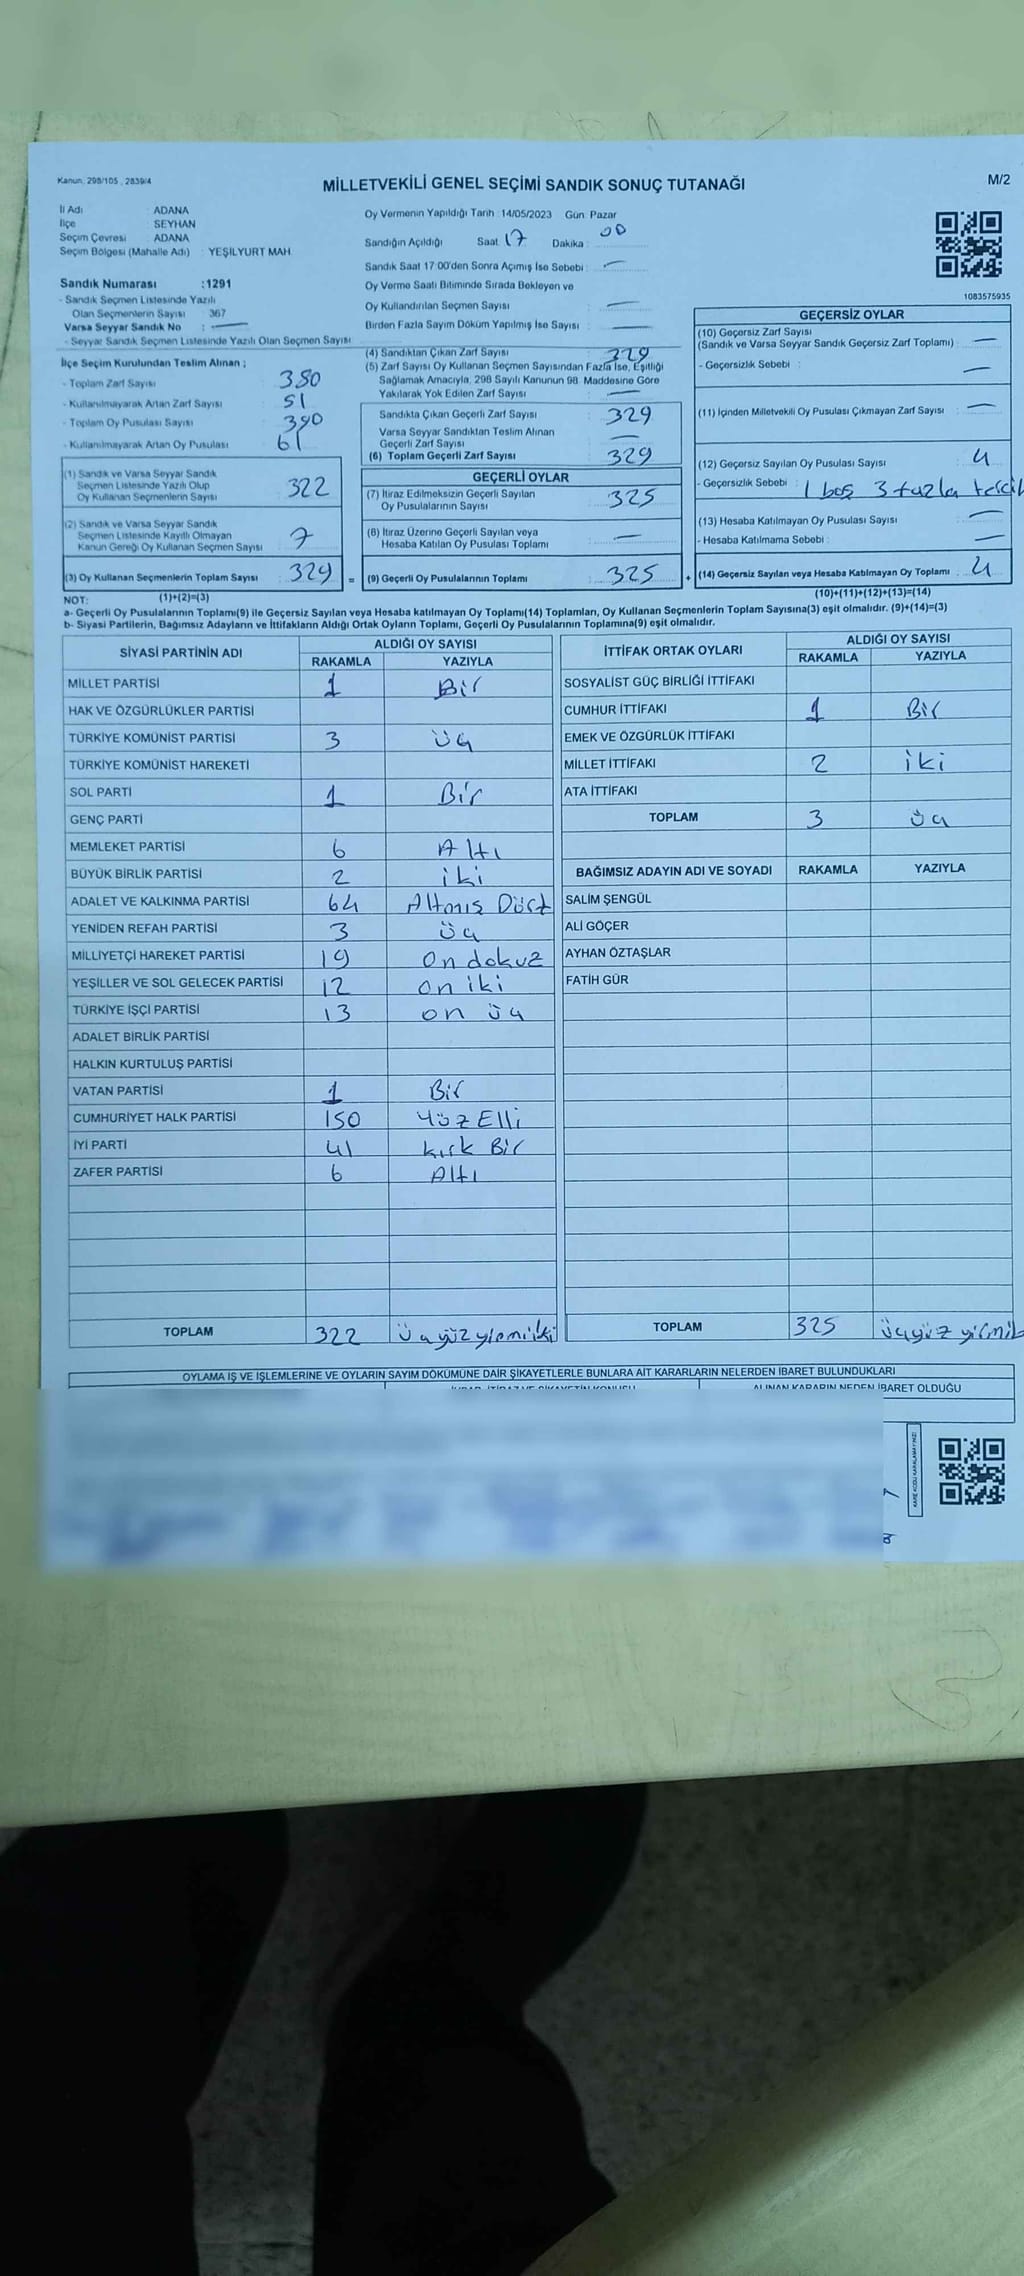 Kanun: 298/105 , 2839/4
MİLLETVEKİLİ GENEL SEÇİMİ SANDIK SONUÇ TUTANAĞI
M/2
İl Adı : ADANA
İlçe : SEYHAN
Seçim Çevresi : ADANA
Seçim Bölgesi (Mahalle Adı) : YEŞİLYURT MAH
Oy Vermenin Yapıldığı Tarih : 14/05/2023 Gün: Pazar
Sandığın Açıldığı Saat: 17 Dakika : 00
Sandık Saat 17:00'den Sonra Açımış İse Sebebi : —
Oy Verme Saati Bitiminde Sırada Bekleyen ve
Oy Kullandırılan Seçmen Sayısı : —
Birden Fazla Sayım Döküm Yapılmış İse Sayısı : —
1083575935
Sandık Numarası :1291
- Sandık Seçmen Listesinde Yazılı
Olan Seçmenlerin Sayısı 367
Varsa Seyyar Sandık No : —
- Seyyar Sandık Seçmen Listesinde Yazılı Olan Seçmen Sayısı
İlçe Seçim Kurulundan Teslim Alınan ;
- Toplam Zarf Sayısı 380
- Kullanılmayarak Artan Zarf Sayısı 51
- Toplam Oy Pusulası Sayısı 390
- Kullanılmayarak Artan Oy Pusulası 61
(1) Sandık ve Varsa Seyyar Sandık
Seçmen Listesinde Yazılı Olup
Oy Kullanan Seçmenlerin Sayısı 322
(2) Sandık ve Varsa Seyyar Sandık
Seçmen Listesinde Kayıtlı Olmayan
Kanun Gereği Oy Kullanan Seçmen Sayısı 7
(3) Oy Kullanan Seçmenlerin Toplam Sayısı 329 =
(4) Sandıktan Çıkan Zarf Sayısı 329
(5) Zarf Sayısı Oy Kullanan Seçmen Sayısından Fazla İse, Eşitliği
Sağlamak Amacıyla, 298 Sayılı Kanunun 98. Maddesine Göre
Yakılarak Yok Edilen Zarf Sayısı —
Sandıkta Çıkan Geçerli Zarf Sayısı 329
Varsa Seyyar Sandıktan Teslim Alınan
Geçerli Zarf Sayısı —
(6) Toplam Geçerli Zarf Sayısı 329
GEÇERLİ OYLAR
(7) İtiraz Edilmeksizin Geçerli Sayılan
Oy Pusulalarının Sayısı 325
(8) İtiraz Üzerine Geçerli Sayılan veya
Hesaba Katılan Oy Pusulası Toplamı —
(9) Geçerli Oy Pusulalarının Toplamı 325 +
GEÇERSİZ OYLAR
(10) Geçersiz Zarf Sayısı
(Sandık ve Varsa Seyyar Sandık Geçersiz Zarf Toplamı) : —
- Geçersizlik Sebebi : —
(11) İçinden Milletvekili Oy Pusulası Çıkmayan Zarf Sayısı —
(12) Geçersiz Sayılan Oy Pusulası Sayısı 4
- Geçersizlik Sebebi : 1 boş 3 fazla tercih
(13) Hesaba Katılmayan Oy Pusulası Sayısı —
- Hesaba Katılmama Sebebi : —
(14) Geçersiz Sayılan veya Hesaba Katılmayan Oy Toplamı 4
NOT: (1)+(2)=(3)
(10)+(11)+(12)+(13)=(14)
a- Geçerli Oy Pusulalarının Toplamı(9) ile Geçersiz Sayılan veya Hesaba katılmayan Oy Toplamı(14) Toplamları, Oy Kullanan Seçmenlerin Toplam Sayısına(3) eşit olmalıdır. (9)+(14)=(3)
b- Siyasi Partilerin, Bağımsız Adayların ve İttifakların Aldığı Ortak Oyların Toplamı, Geçerli Oy Pusulalarının Toplamına(9) eşit olmalıdır.
SİYASİ PARTİNİN ADI
ALDIĞI OY SAYISI
RAKAMLA YAZIYLA
MİLLET PARTİSİ 1 Bir
HAK VE ÖZGÜRLÜKLER PARTİSİ
TÜRKİYE KOMÜNİST PARTİSİ 3 üç
TÜRKİYE KOMÜNİST HAREKETİ
SOL PARTİ 1 Bir
GENÇ PARTİ
MEMLEKET PARTİSİ 6 Altı
BÜYÜK BİRLİK PARTİSİ 2 iki
ADALET VE KALKINMA PARTİSİ 64 Altmış Dört
YENİDEN REFAH PARTİSİ 3 üç
MİLLİYETÇİ HAREKET PARTİSİ 19 on dokuz
YEŞİLLER VE SOL GELECEK PARTİSİ 12 on iki
TÜRKİYE İŞÇİ PARTİSİ 13 on üç
ADALET BİRLİK PARTİSİ
HALKIN KURTULUŞ PARTİSİ
VATAN PARTİSİ 1 Bir
CUMHURİYET HALK PARTİSİ 150 Yüz Elli
İYİ PARTİ 41 kırk Bir
ZAFER PARTİSİ 6 Altı
TOPLAM 322
İTTİFAK ORTAK OYLARI
ALDIĞI OY SAYISI
RAKAMLA YAZIYLA
SOSYALİST GÜÇ BİRLİĞİ İTTİFAKI
CUMHUR İTTİFAKI 1 Bir
EMEK VE ÖZGÜRLÜK İTTİFAKI
MİLLET İTTİFAKI 2 iki
ATA İTTİFAKI
TOPLAM 3 üç
BAĞIMSIZ ADAYIN ADI VE SOYADI RAKAMLA YAZIYLA
SALİM ŞENGÜL
ALİ GÖÇER
AYHAN ÖZTAŞLAR
FATİH GÜR
TOPLAM 325 üçyüz
OYLAMA İŞ VE İŞLEMLERİNE VE OYLARIN SAYIM DÖKÜMÜNE DAİR ŞİKAYETLERLE BUNLARA AİT KARARLARIN NELERDEN İBARET BULUNDUKLARI
ALINAN KARARIN NEDEN İBARET OLDUĞU
KARE KODU KARALAMAYINIZ!